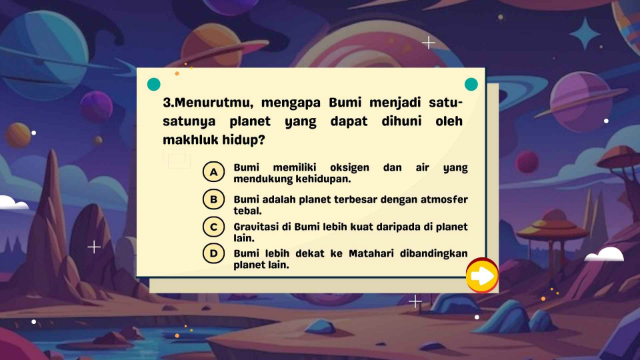 3.Menurutmu, mengapa Bumi menjadi satu-
satunya planet yang dapat dihuni oleh
makhluk hidup?
A Bumi memiliki oksigen dan air yang
mendukung kehidupan.
B Bumi adalah planet terbesar dengan atmosfer
tebal.
C Gravitasi di Bumi lebih kuat daripada di planet
lain.
D Bumi lebih dekat ke Matahari dibandingkan
planet lain.